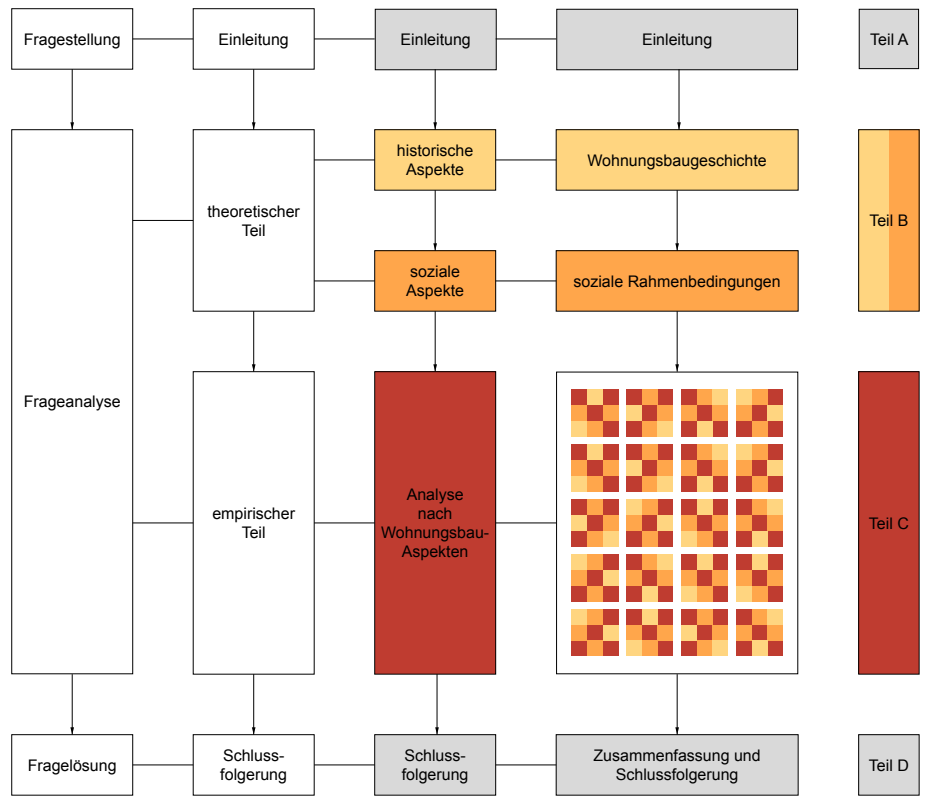 Fragestellung
Einleitung
Einleitung
Einleitung
Teil A
historische
Aspekte
Wohnungsbaugeschichte
theoretischer
Teil
Teil B
soziale
Aspekte
soziale Rahmenbedingungen
Frageanalyse
empirischer
Teil
Analyse
nach
Wohnungsbau-
Aspekten
Teil C
Fragelösung
Schluss-
folgerung
Schluss-
folgerung
Zusammenfassung und
Schlussfolgerung
Teil D